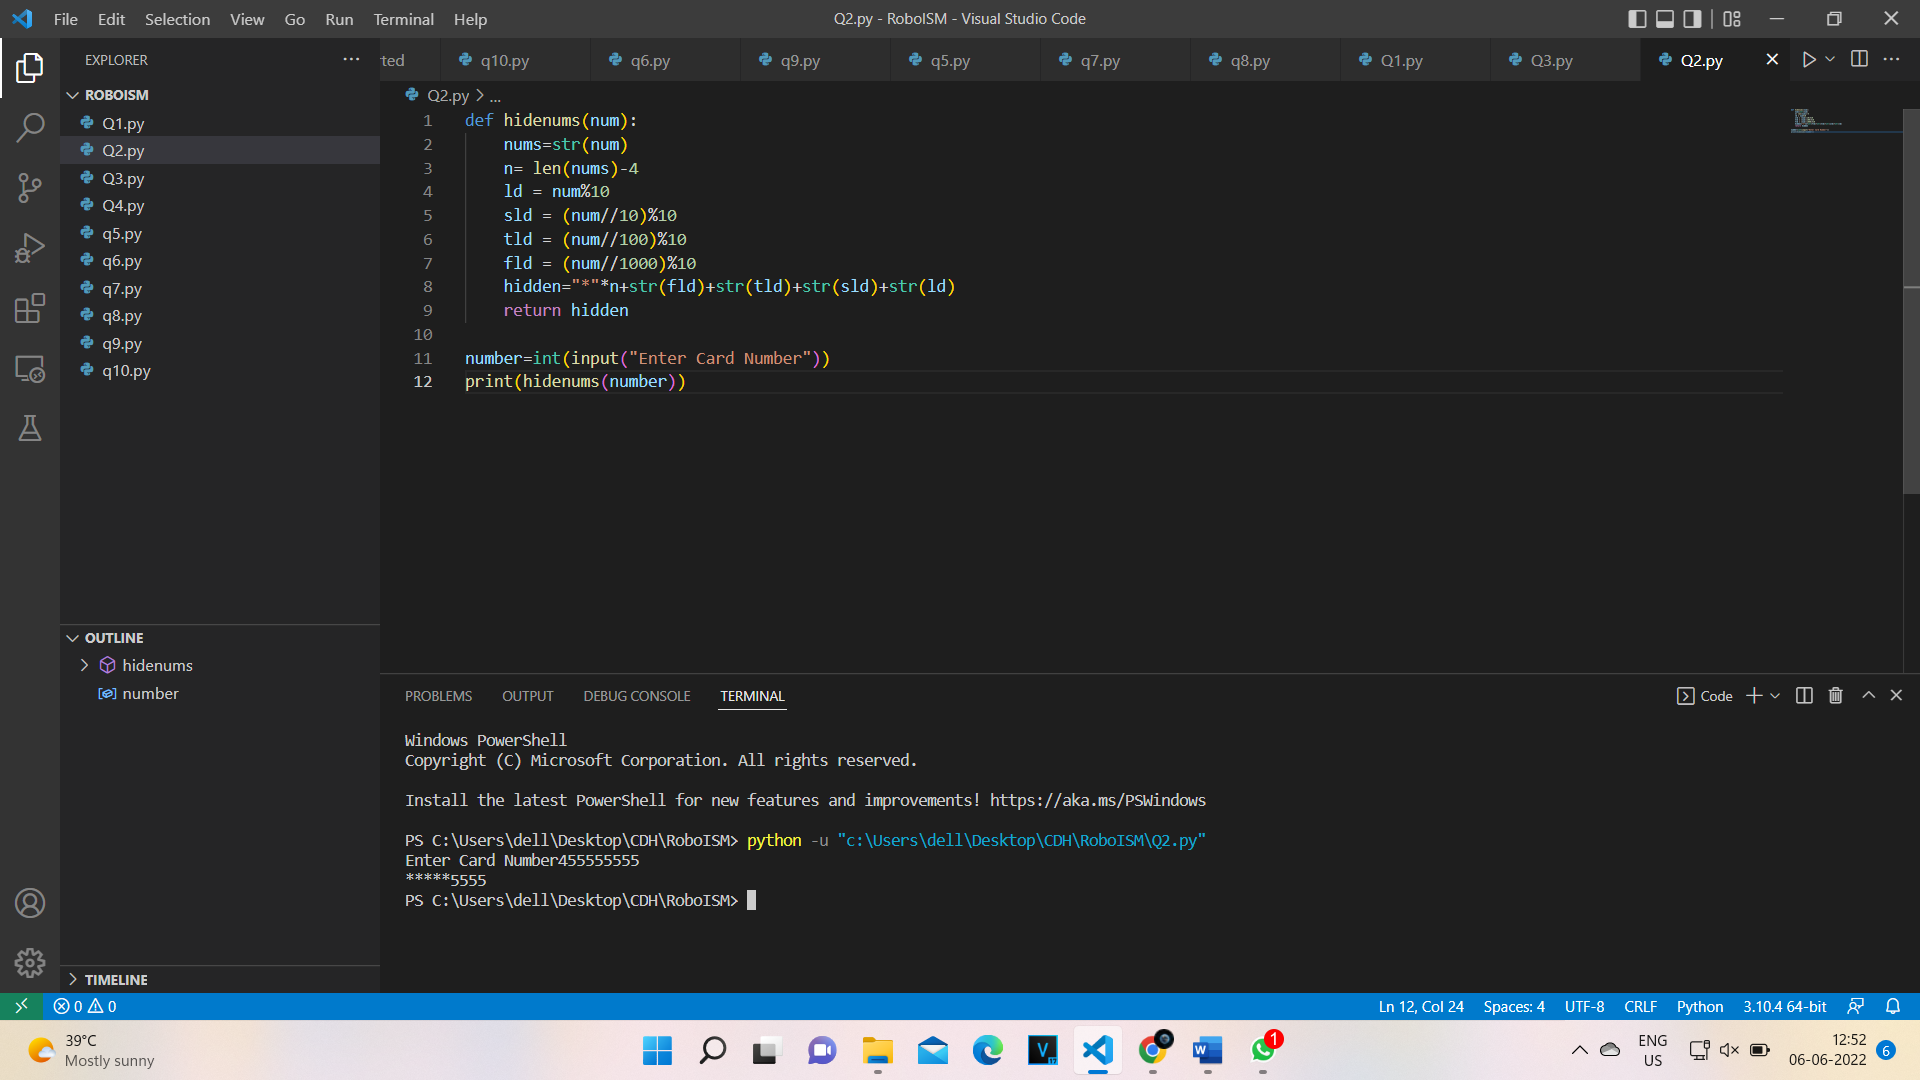 File Edit Selection View Go Run Terminal Help
Q2.py - RoboISM - Visual Studio Code
EXPLORER
rted q10.py q6.py q9.py q5.py q7.py q8.py Q1.py Q3.py Q2.py
ROBOISM
Q1.py
Q2.py
Q3.py
Q4.py
q5.py
q6.py
q7.py
q8.py
q9.py
q10.py
OUTLINE
hidenums
number
TIMELINE
Q2.py > ...
1 def hidenums(num):
2 nums=str(num)
3 n= len(nums)-4
4 ld = num%10
5 sld = (num//10)%10
6 tld = (num//100)%10
7 fld = (num//1000)%10
8 hidden="*"*n+str(fld)+str(tld)+str(sld)+str(ld)
9 return hidden
10
11 number=int(input("Enter Card Number"))
12 print(hidenums(number))
PROBLEMS OUTPUT DEBUG CONSOLE TERMINAL
Code
Windows PowerShell
Copyright (C) Microsoft Corporation. All rights reserved.
Install the latest PowerShell for new features and improvements! https://aka.ms/PSWindows
PS C:\Users\dell\Desktop\CDH\RoboISM> python -u "c:\Users\dell\Desktop\CDH\RoboISM\Q2.py"
Enter Card Number455555555
*****5555
PS C:\Users\dell\Desktop\CDH\RoboISM>
0 0
Ln 12, Col 24 Spaces: 4 UTF-8 CRLF Python 3.10.4 64-bit
39°C
Mostly sunny
1
ENG
US
12:52
06-06-2022
6